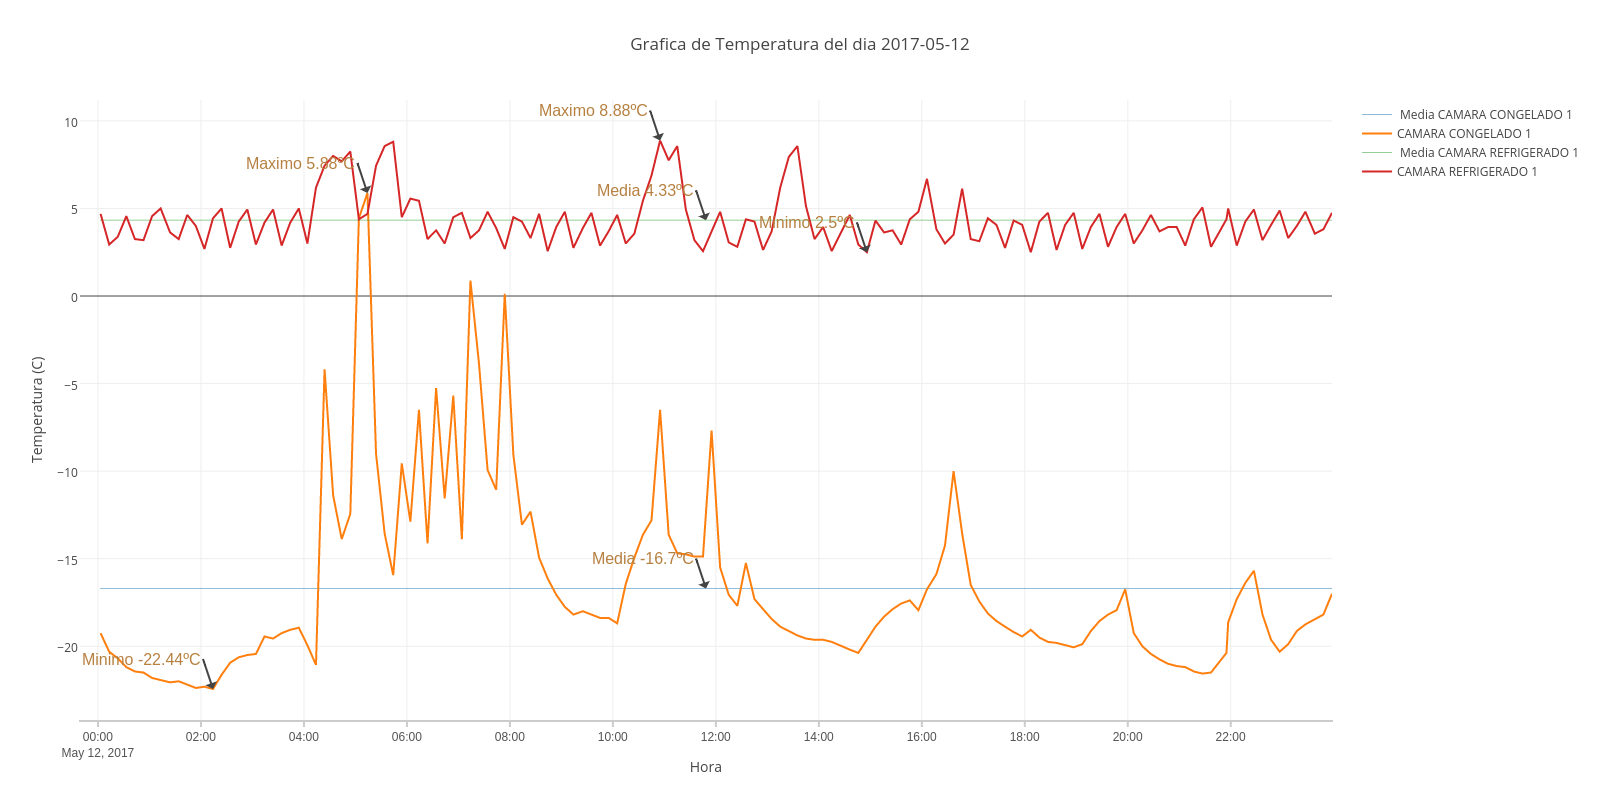 Grafica de Temperatura del dia 2017-05-12
Maximo 8.88ºC
Maximo 5.88ºC
Media 4.33ºC
Minimo 2.5ºC
Media -16.7ºC
Minimo -22.44ºC
Media CAMARA CONGELADO 1
CAMARA CONGELADO 1
Media CAMARA REFRIGERADO 1
CAMARA REFRIGERADO 1
Temperatura (C)
10
5
0
−5
−10
−15
−20
00:00 02:00 04:00 06:00 08:00 10:00 12:00 14:00 16:00 18:00 20:00 22:00
May 12, 2017
Hora